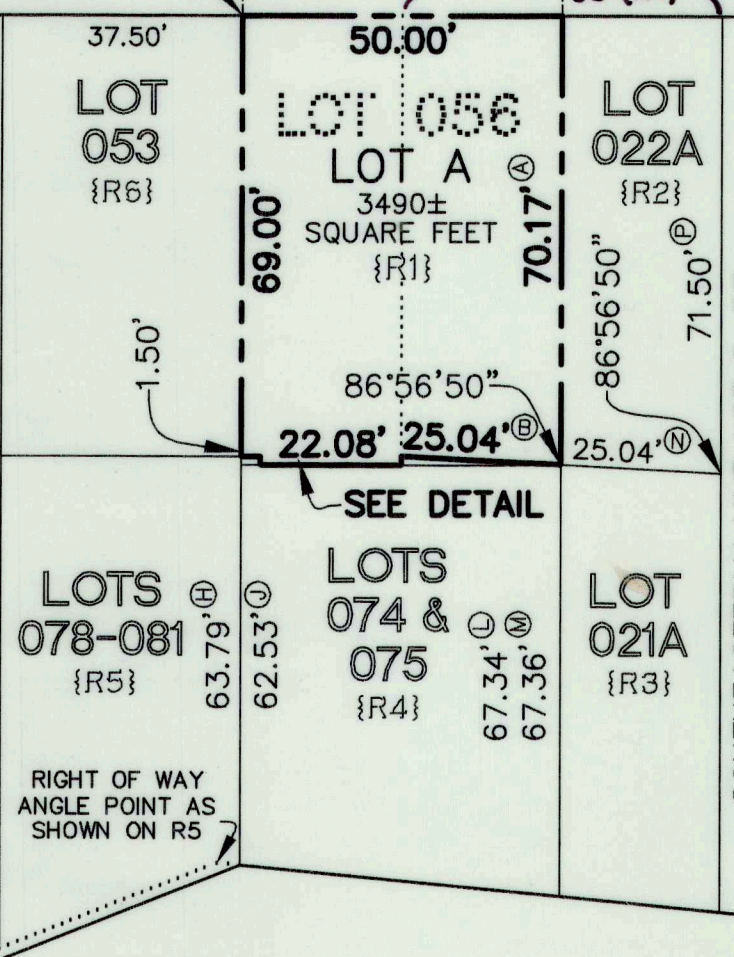 37.50'
50.00'
LOT
053
{R6}
LOT 056
LOT A
3490±
SQUARE FEET
{R1}
69.00'
70.17' A
LOT
022A
{R2}
86°56'50"
71.50' P
1.50'
86°56'50"
22.08'
25.04' B
25.04' N
SEE DETAIL
LOTS
078-081
{R5}
63.79' H
62.53' J
LOTS
074 &
075
{R4}
67.34' L
67.36' M
LOT
021A
{R3}
RIGHT OF WAY
ANGLE POINT AS
SHOWN ON R5